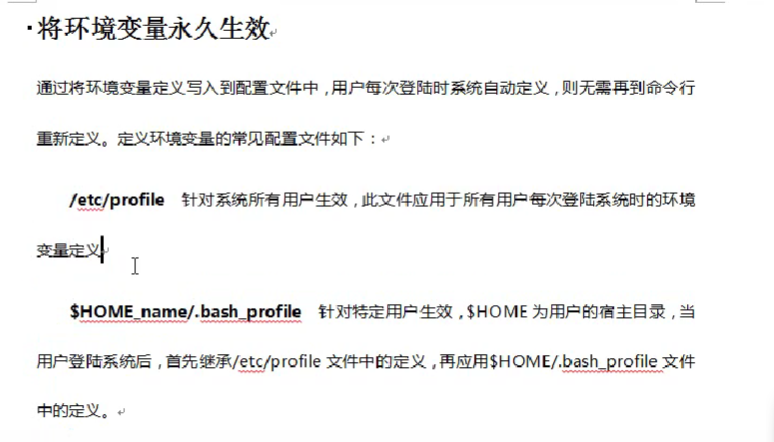 将环境变量永久生效
通过将环境变量定义写入到配置文件中,用户每次登陆时系统自动定义,则无需再到命令行
重新定义。定义环境变量的常见配置文件如下:
/etc/profile 针对系统所有用户生效,此文件应用于所有用户每次登陆系统时的环境
变量定义
$HOME_name/.bash_profile 针对特定用户生效,$HOME 为用户的宿主目录,当
用户登陆系统后,首先继承/etc/profile 文件中的定义,再应用$HOME/.bash_profile 文件
中的定义。